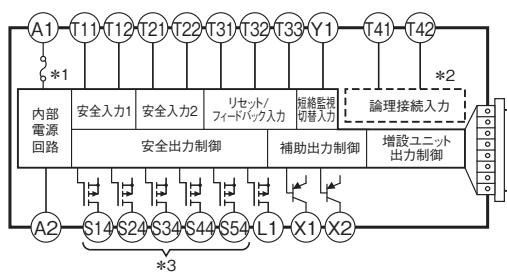 A1 T11 T12 T21 T22 T31 T32 T33 Y1 T41 T42
*1
*2
内部
電源
回路
安全入力1
安全入力2
リセット/
フィードバック入力
短絡監視
切替入力
論理接続入力
安全出力制御
補助出力制御
増設ユニット
出力制御
A2 S14 S24 S34 S44 S54 L1 X1 X2
*3